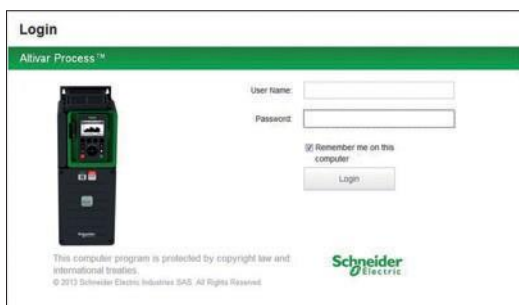 Login
Altivar Process™
User Name:
Password:
Remember me on this
computer
Login
This computer program is protected by copyright law and
international treaties.
© 2013 Schneider Electric Industries SAS. All Rights Reserved.
Schneider
Electric